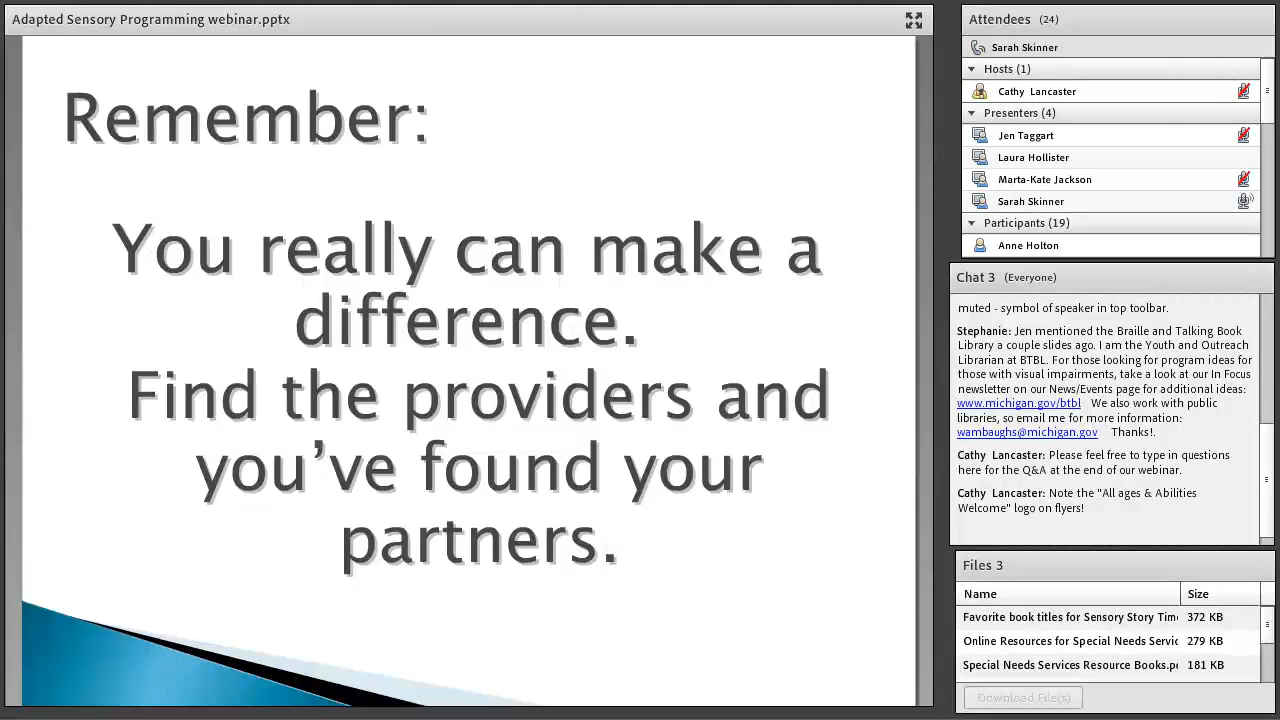 Adapted Sensory Programming webinar.pptx
Remember:
You really can make a
difference.
Find the providers and
you’ve found your
partners.
Attendees (24)
Sarah Skinner
Hosts (1)
Cathy Lancaster
Presenters (4)
Jen Taggart
Laura Hollister
Marta-Kate Jackson
Sarah Skinner
Participants (19)
Anne Holton
Chat 3 (Everyone)
muted - symbol of speaker in top toolbar.
Stephanie: Jen mentioned the Braille and Talking Book
Library a couple slides ago. I am the Youth and Outreach
Librarian at BTBL. For those looking for program ideas for
those with visual impairments, take a look at our In Focus
newsletter on our News/Events page for additional ideas:
www.michigan.gov/btbl We also work with public
libraries, so email me for more information:
wambaughs@michigan.gov Thanks!
Cathy Lancaster: Please feel free to type in questions
here for the Q&A at the end of our webinar.
Cathy Lancaster: Note the "All ages & Abilities
Welcome" logo on flyers!
Files 3
Name Size
Favorite book titles for Sensory Story Tim 372 KB
Online Resources for Special Needs Servic 279 KB
Special Needs Services Resource Books.pd 181 KB
Download File(s)